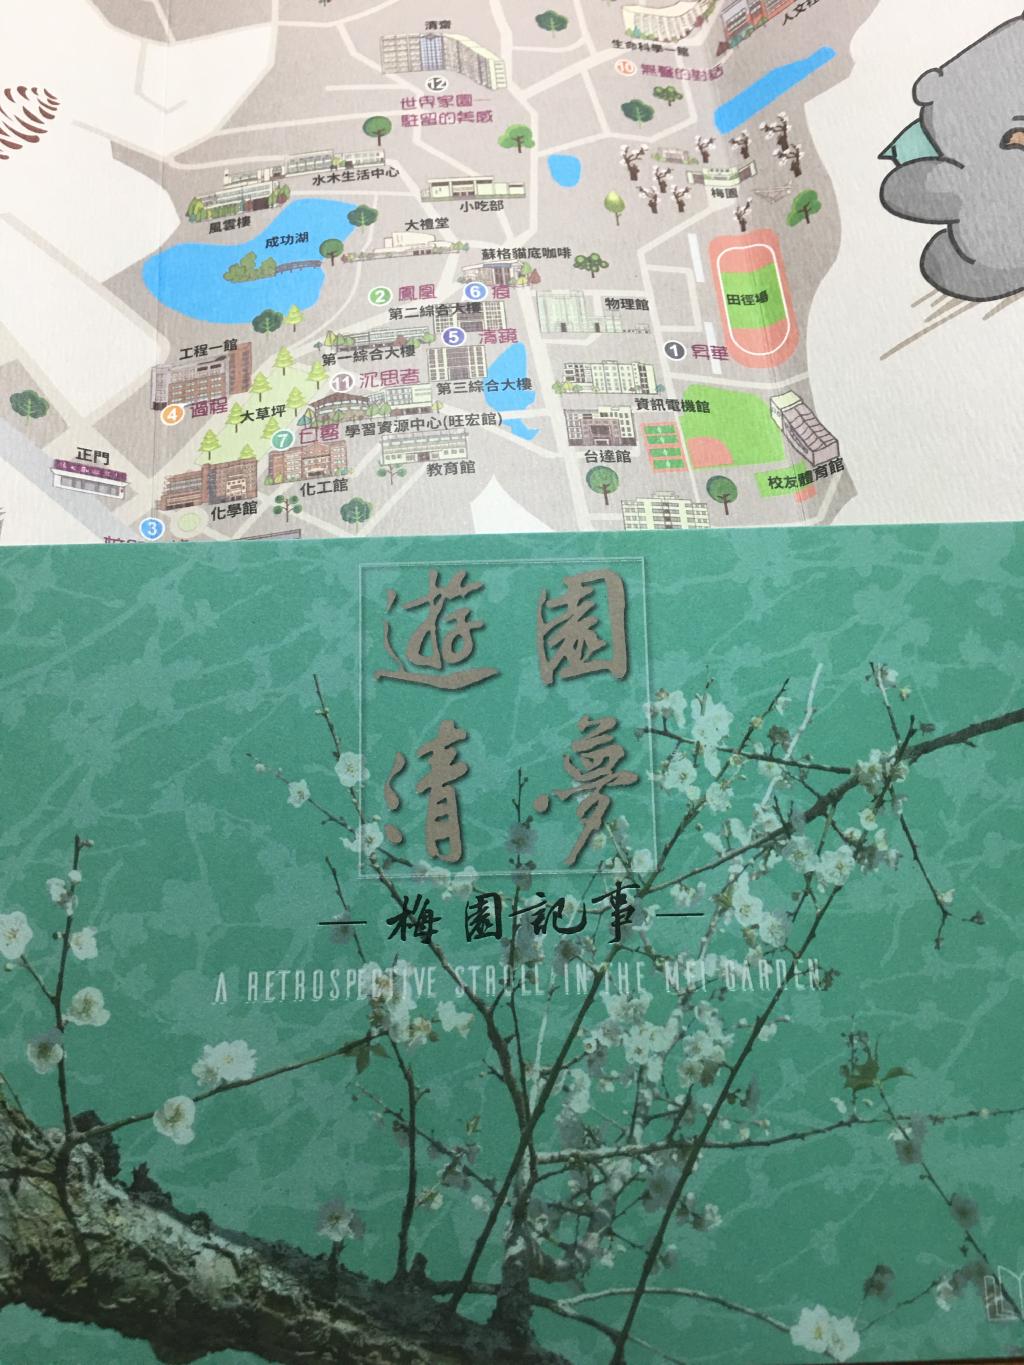 清齋
⑫
世界家園—
駐留的美感
生命科學一館
⑩ 無聲的對話
水木生活中心
小吃部
梅園
風雲樓
大禮堂
成功湖
蘇格貓底咖啡
② 鳳凰
⑥ 痕
第二綜合大樓
物理館
田徑場
⑤ 清鏡
① 昇華
工程一館
第一綜合大樓
⑪ 沉思者
第三綜合大樓
④ 過程
大草坪
資訊電機館
⑦
學習資源中心(旺宏館)
正門
台達館
教育館
校友體育館
化工館
化學館
③
遊園
清夢
— 梅園記事 —
A RETROSPECTIVE STROLL IN THE MEI GARDEN